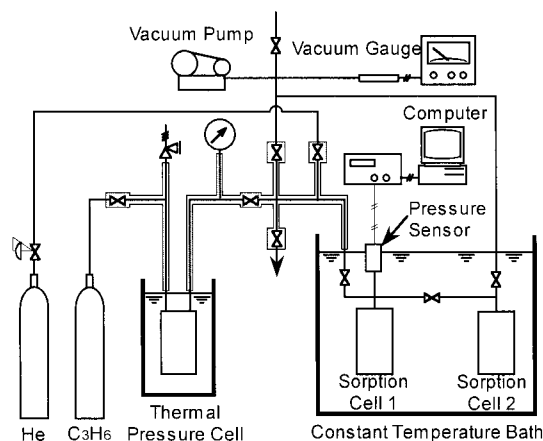 Vacuum Pump
Vacuum Gauge
Computer
Pressure
Sensor
Sorption
Cell 1
Sorption
Cell 2
He
C3H6
Thermal
Pressure Cell
Constant Temperature Bath